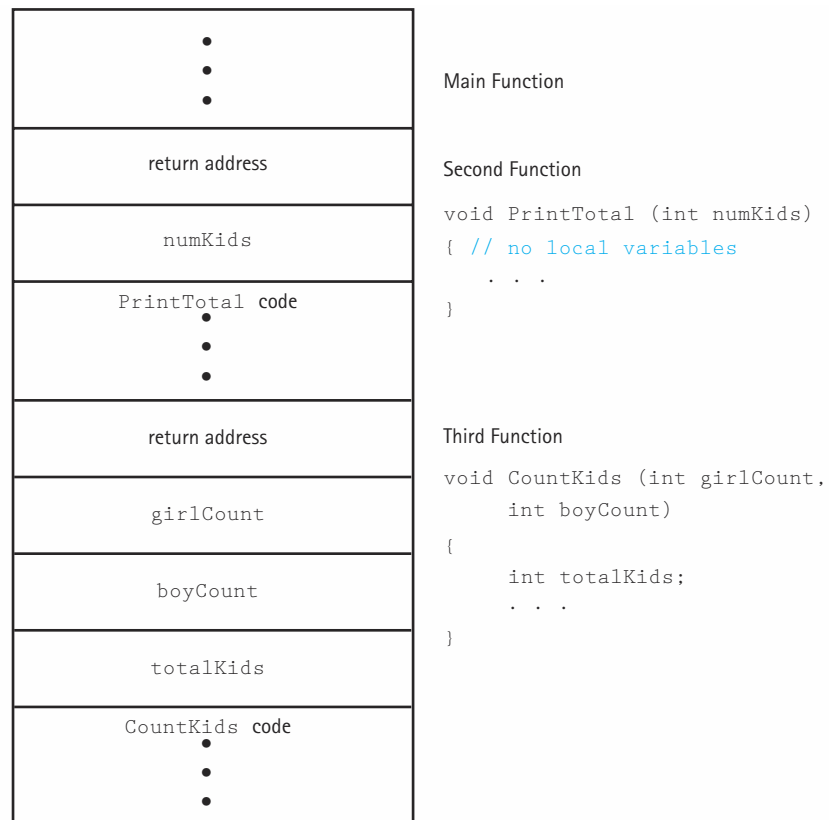 Main Function
return address
Second Function
numKids
void PrintTotal (int numKids)
{ // no local variables
. . .
}
PrintTotal code
return address
Third Function
girlCount
void CountKids (int girlCount,
int boyCount)
{
boyCount
int totalKids;
. . .
}
totalKids
CountKids code